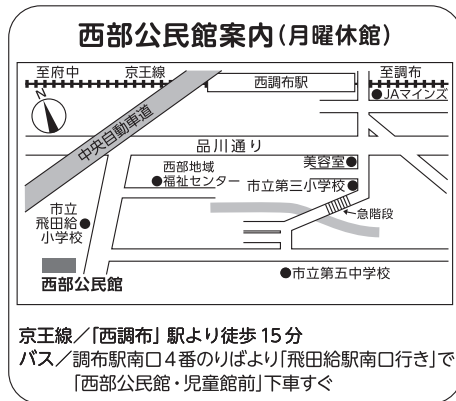 西部公民館案内(月曜休館)
至府中
京王線
西調布駅
至調布
●JAマインズ
N
中央自動車道
品川通り
美容室●
西部地域
●福祉センター
市立第三小学校●
←急階段
市立
飛田給●
小学校
西部公民館
●市立第五中学校
京王線/「西調布」駅より徒歩15分
バス/調布駅南口4番のりばより「飛田給駅南口行き」で
「西部公民館・児童館前」下車すぐ